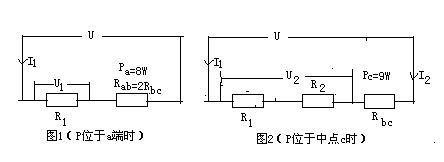 U
I1
U1
Pa=8W
Rab=2Rbc
R1
图1(P位于a端时)
U
I1
I2
U2
R2
Pc=9W
R1
Rbc
图2(P位于中点c时)